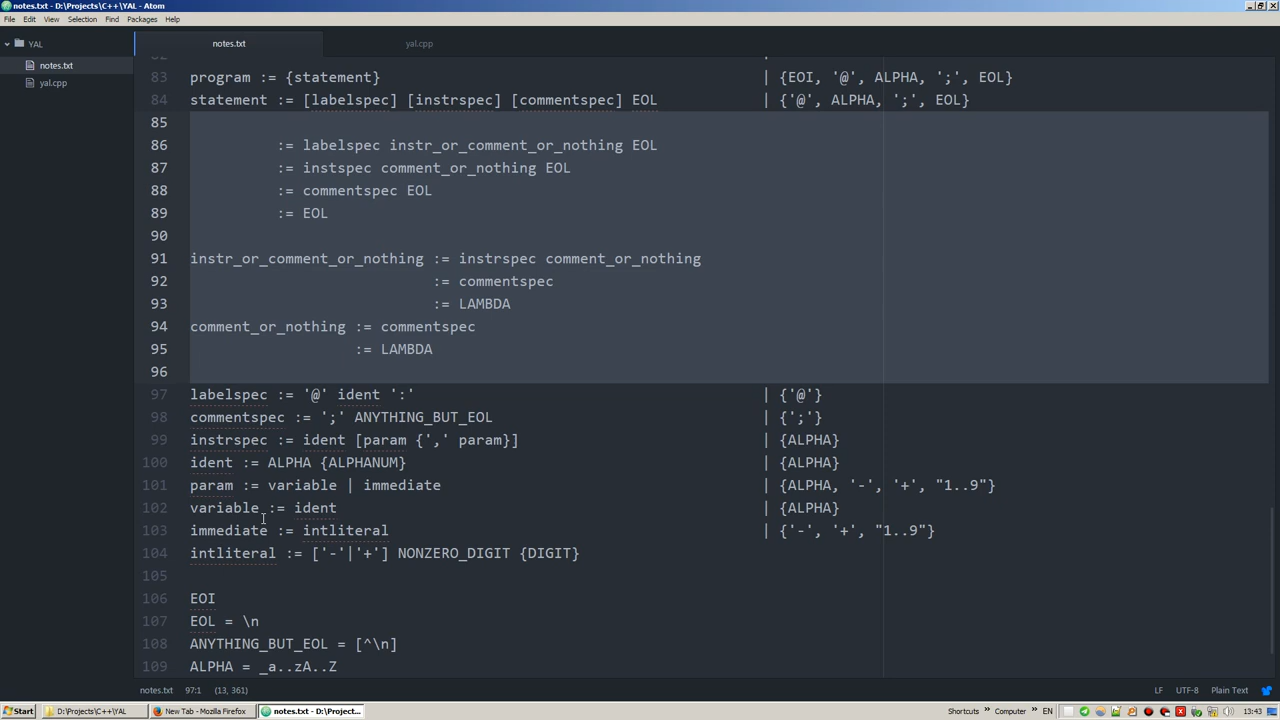 notes.txt - D:\Projects\C++\YAL - Atom
File Edit View Selection Find Packages Help
YAL
notes.txt
yal.cpp
notes.txt yal.cpp
83 program := {statement} | {EOI, '@', ALPHA, ';', EOL}
84 statement := [labelspec] [instrspec] [commentspec] EOL | {'@', ALPHA, ';', EOL}
85
86 := labelspec instr_or_comment_or_nothing EOL
87 := instspec comment_or_nothing EOL
88 := commentspec EOL
89 := EOL
90
91 instr_or_comment_or_nothing := instrspec comment_or_nothing
92 := commentspec
93 := LAMBDA
94 comment_or_nothing := commentspec
95 := LAMBDA
96
97 labelspec := '@' ident ':' | {'@'}
98 commentspec := ';' ANYTHING_BUT_EOL | {';'}
99 instrspec := ident [param {',' param}] | {ALPHA}
100 ident := ALPHA {ALPHANUM} | {ALPHA}
101 param := variable | immediate | {ALPHA, '-', '+', "1..9"}
102 variable := ident | {ALPHA}
103 immediate := intliteral | {'-', '+', "1..9"}
104 intliteral := ['-'|'+'] NONZERO_DIGIT {DIGIT}
105
106 EOI
107 EOL = \n
108 ANYTHING_BUT_EOL = [^\n]
109 ALPHA = _a..zA..Z
notes.txt 97:1 (13, 361) LF UTF-8 Plain Text
Start D:\Projects\C++\YAL New Tab - Mozilla Firefox notes.txt - D:\Project... Shortcuts » Computer » EN 13:43